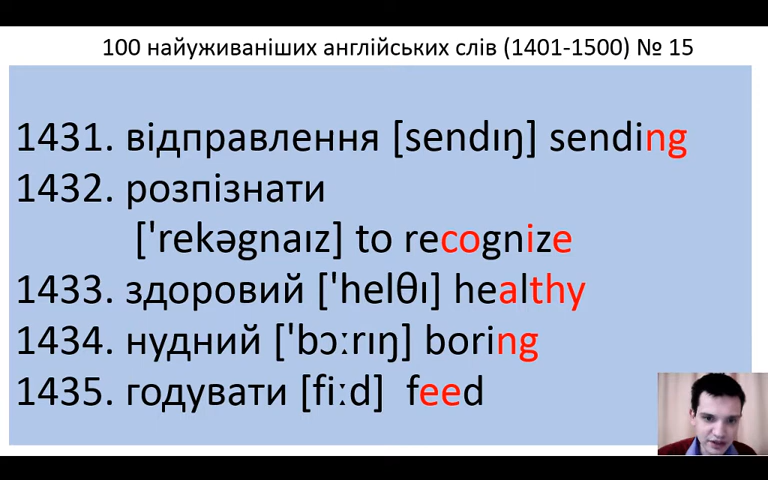 100 найуживаніших англійських слів (1401-1500) № 15
1431. відправлення [sendɪŋ] sending
1432. розпізнати
['rekəgnaɪz] to recognize
1433. здоровий ['helθɪ] healthy
1434. нудний ['bɔːrɪŋ] boring
1435. годувати [fiːd] feed